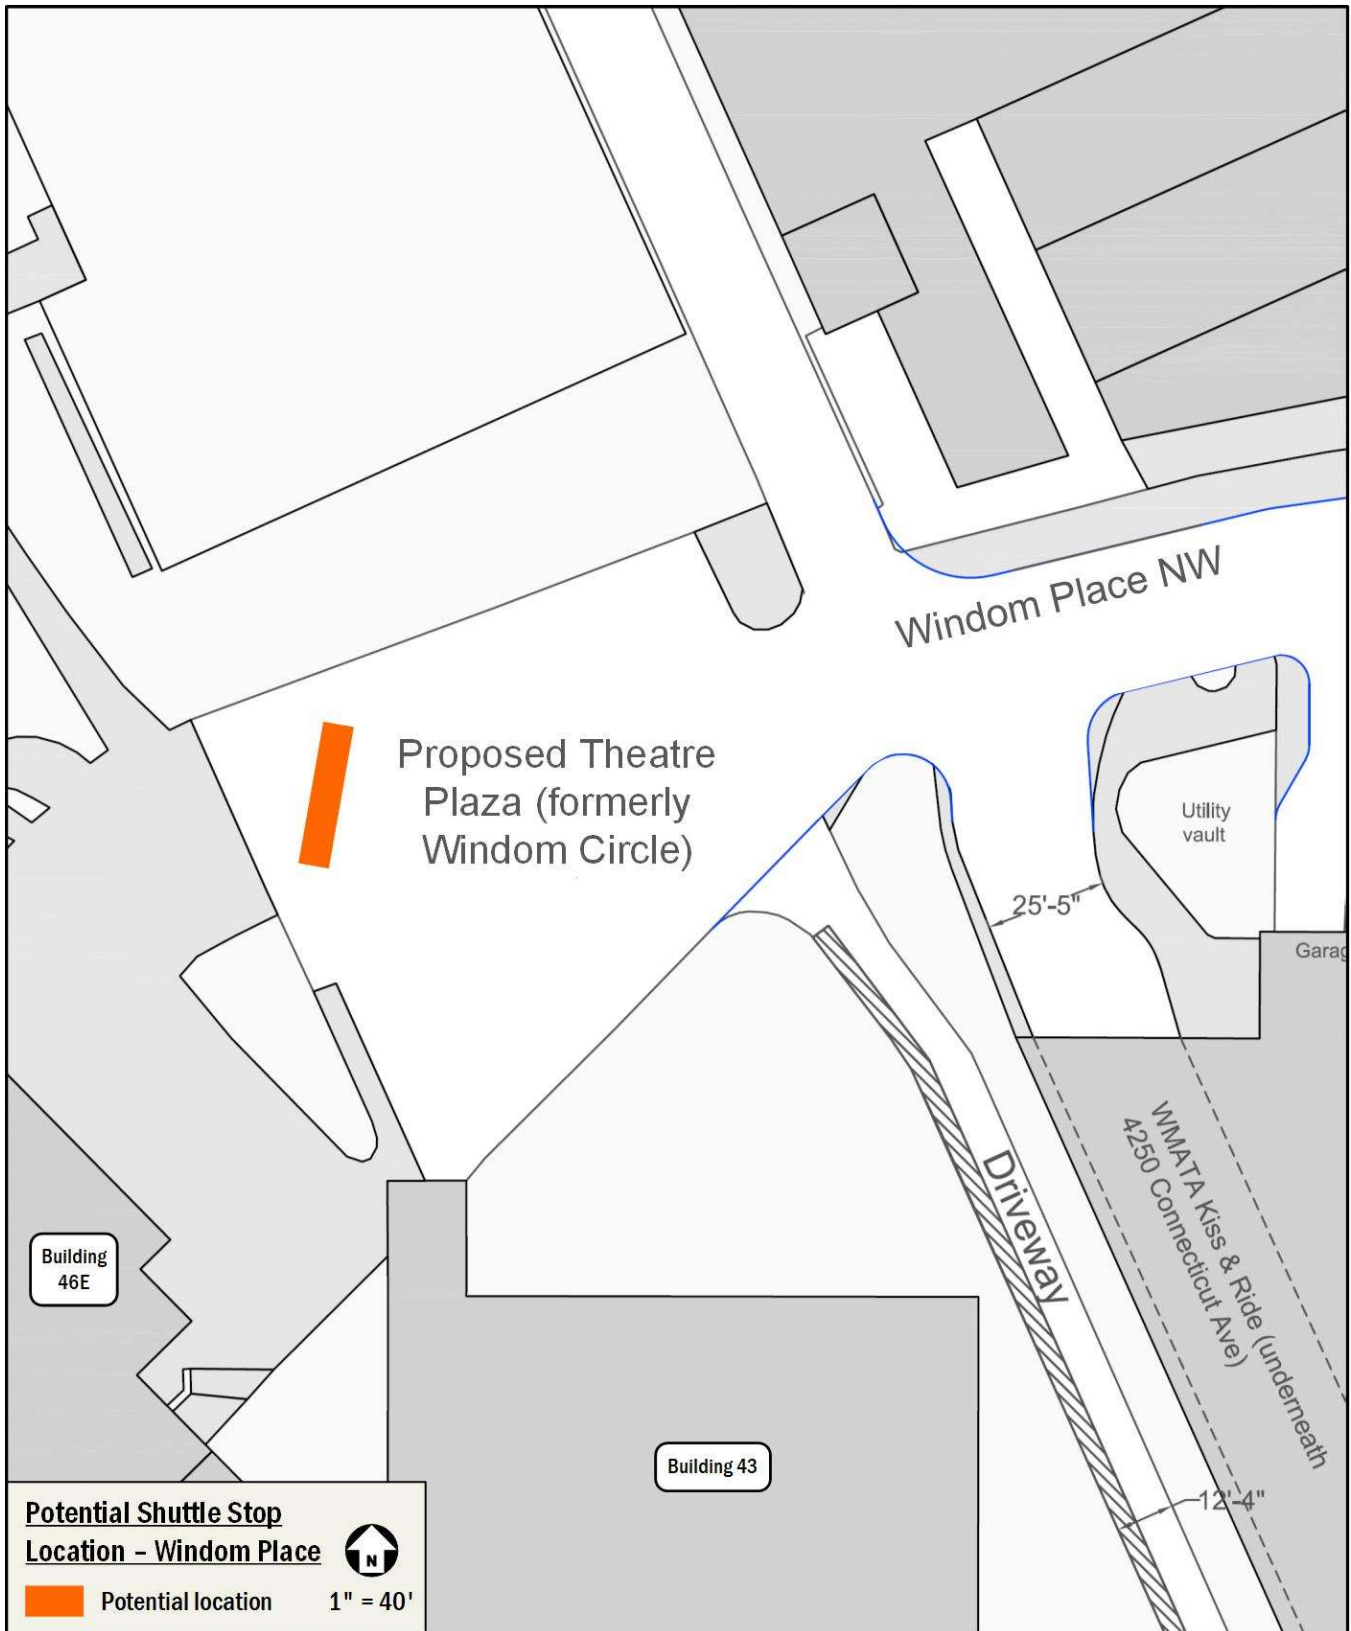 Windom Place NW
Proposed Theatre
Plaza (formerly
Windom Circle)
Utility
vault
25'-5"
Garag
WMATA Kiss & Ride (underneath
4250 Connecticut Ave)
Driveway
Building
46E
Building 43
12'-4"
Potential Shuttle Stop
Location – Windom Place
N
Potential location
1" = 40'